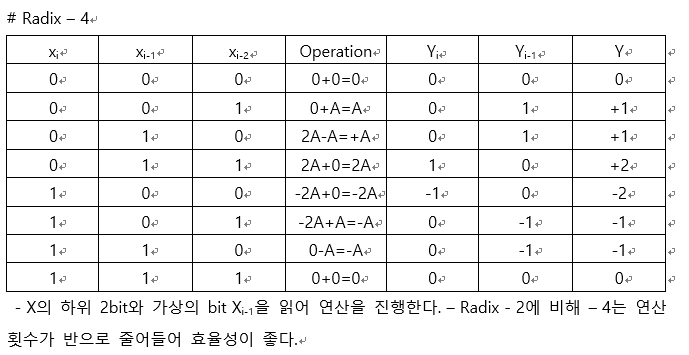 # Radix – 4
xi xi-1 xi-2 Operation Yi Yi-1 Y
0 0 0 0+0=0 0 0 0
0 0 1 0+A=A 0 1 +1
0 1 0 2A-A=+A 0 1 +1
0 1 1 2A+0=2A 1 0 +2
1 0 0 -2A+0=-2A -1 0 -2
1 0 1 -2A+A=-A 0 -1 -1
1 1 0 0-A=-A 0 -1 -1
1 1 1 0+0=0 0 0 0
- X의 하위 2bit와 가상의 bit Xi-1을 읽어 연산을 진행한다. – Radix - 2에 비해 – 4는 연산
횟수가 반으로 줄어들어 효율성이 좋다.